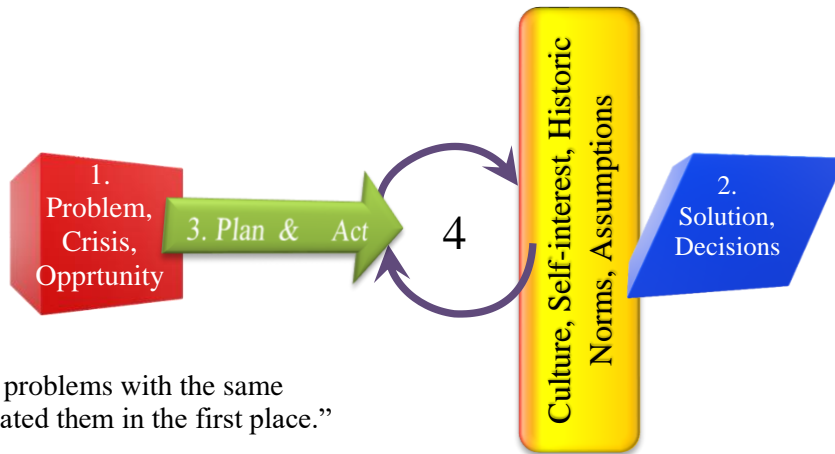 1.
Problem,
Crisis,
Opprtunity
3. Plan & Act
4
Culture, Self-interest, Historic
Norms, Assumptions
2.
Solution,
Decisions
problems with the same
ated them in the first place.”